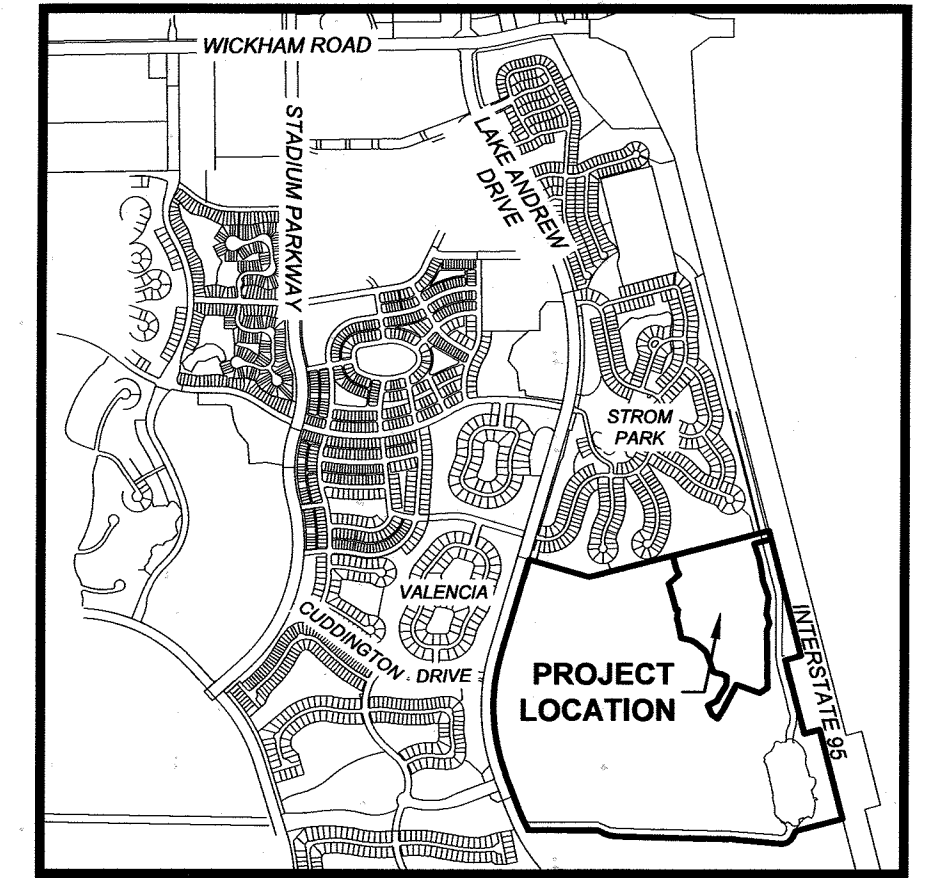 WICKHAM ROAD
STADIUM PARKWAY
LAKE ANDREW
DRIVE
STROM
PARK
VALENCIA
CUDDINGTON DRIVE
PROJECT
LOCATION
INTERSTATE 95